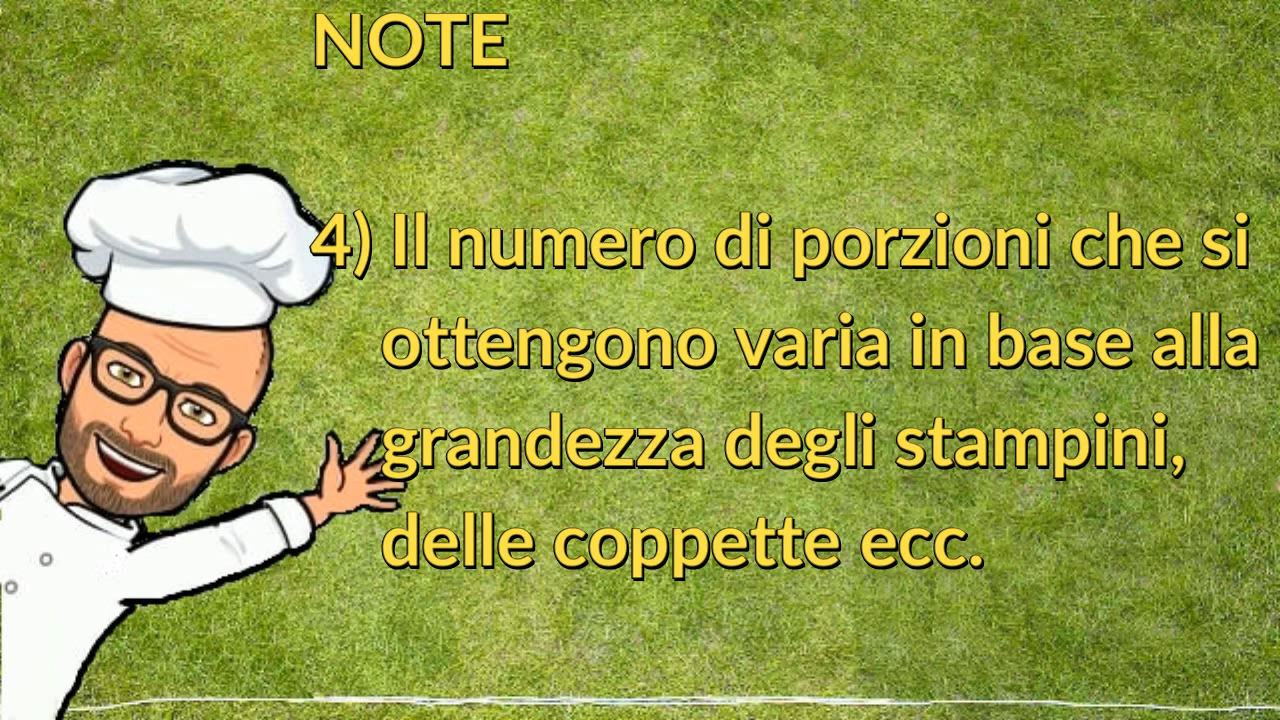 NOTE
4) Il numero di porzioni che si
ottengono varia in base alla
grandezza degli stampini,
delle coppette ecc.